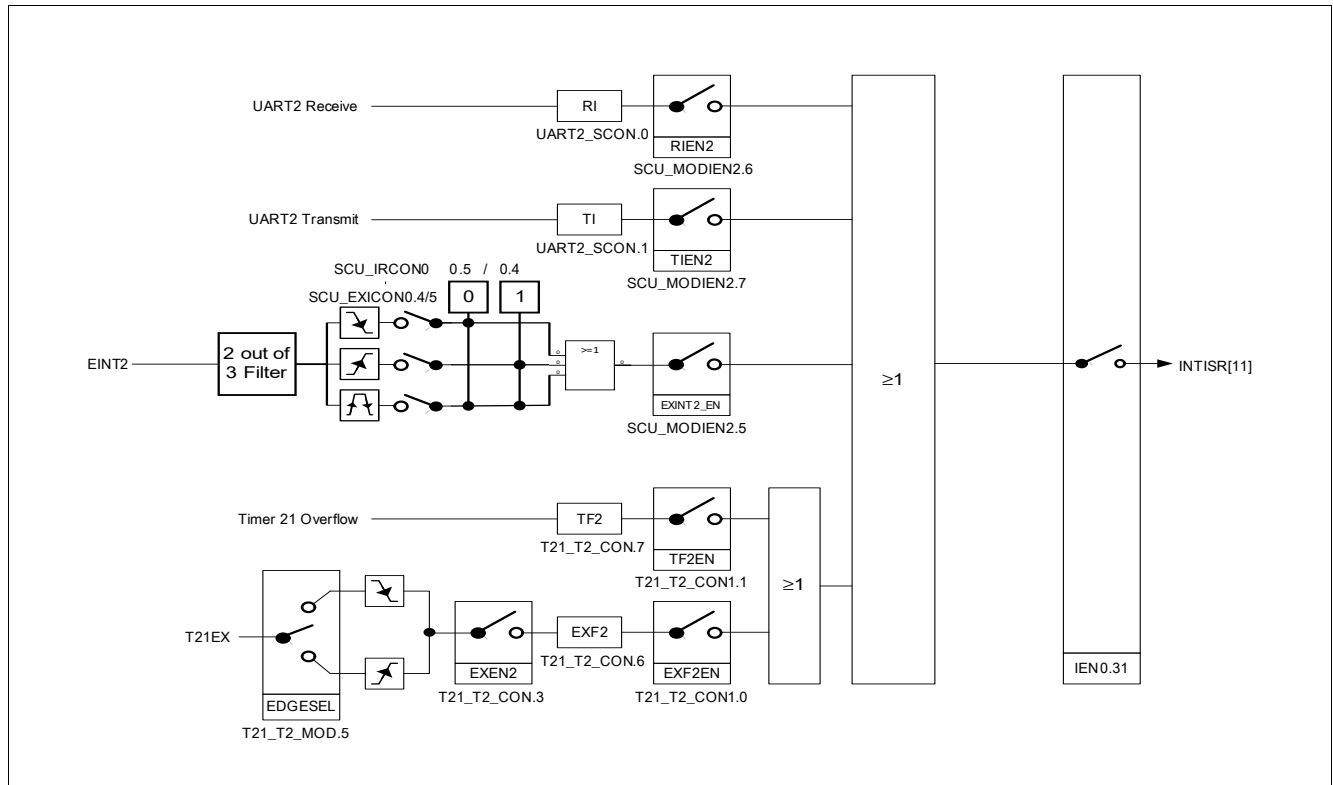 UART2 Receive
RI
UART2_SCON.0
RIEN2
SCU_MODIEN2.6
UART2 Transmit
TI
UART2_SCON.1
TIEN2
SCU_MODIEN2.7
SCU_IRCON0 0.5 / 0.4
SCU_EXICON0.4/5
0
1
EINT2
2 out of
3 Filter
>=1
EXINT2_EN
SCU_MODIEN2.5
≥1
INTISR[11]
Timer 21 Overflow
TF2
T21_T2_CON.7
TF2EN
T21_T2_CON1.1
≥1
T21EX
EDGESEL
T21_T2_MOD.5
EXEN2
T21_T2_CON.3
EXF2
T21_T2_CON.6
EXF2EN
T21_T2_CON1.0
IEN0.31